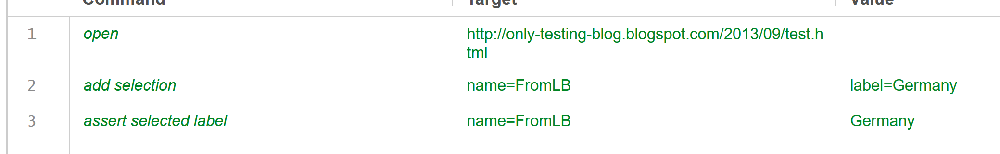 Command Target Value
1 open http://only-testing-blog.blogspot.com/2013/09/test.h
tml
2 add selection name=FromLB label=Germany
3 assert selected label name=FromLB Germany